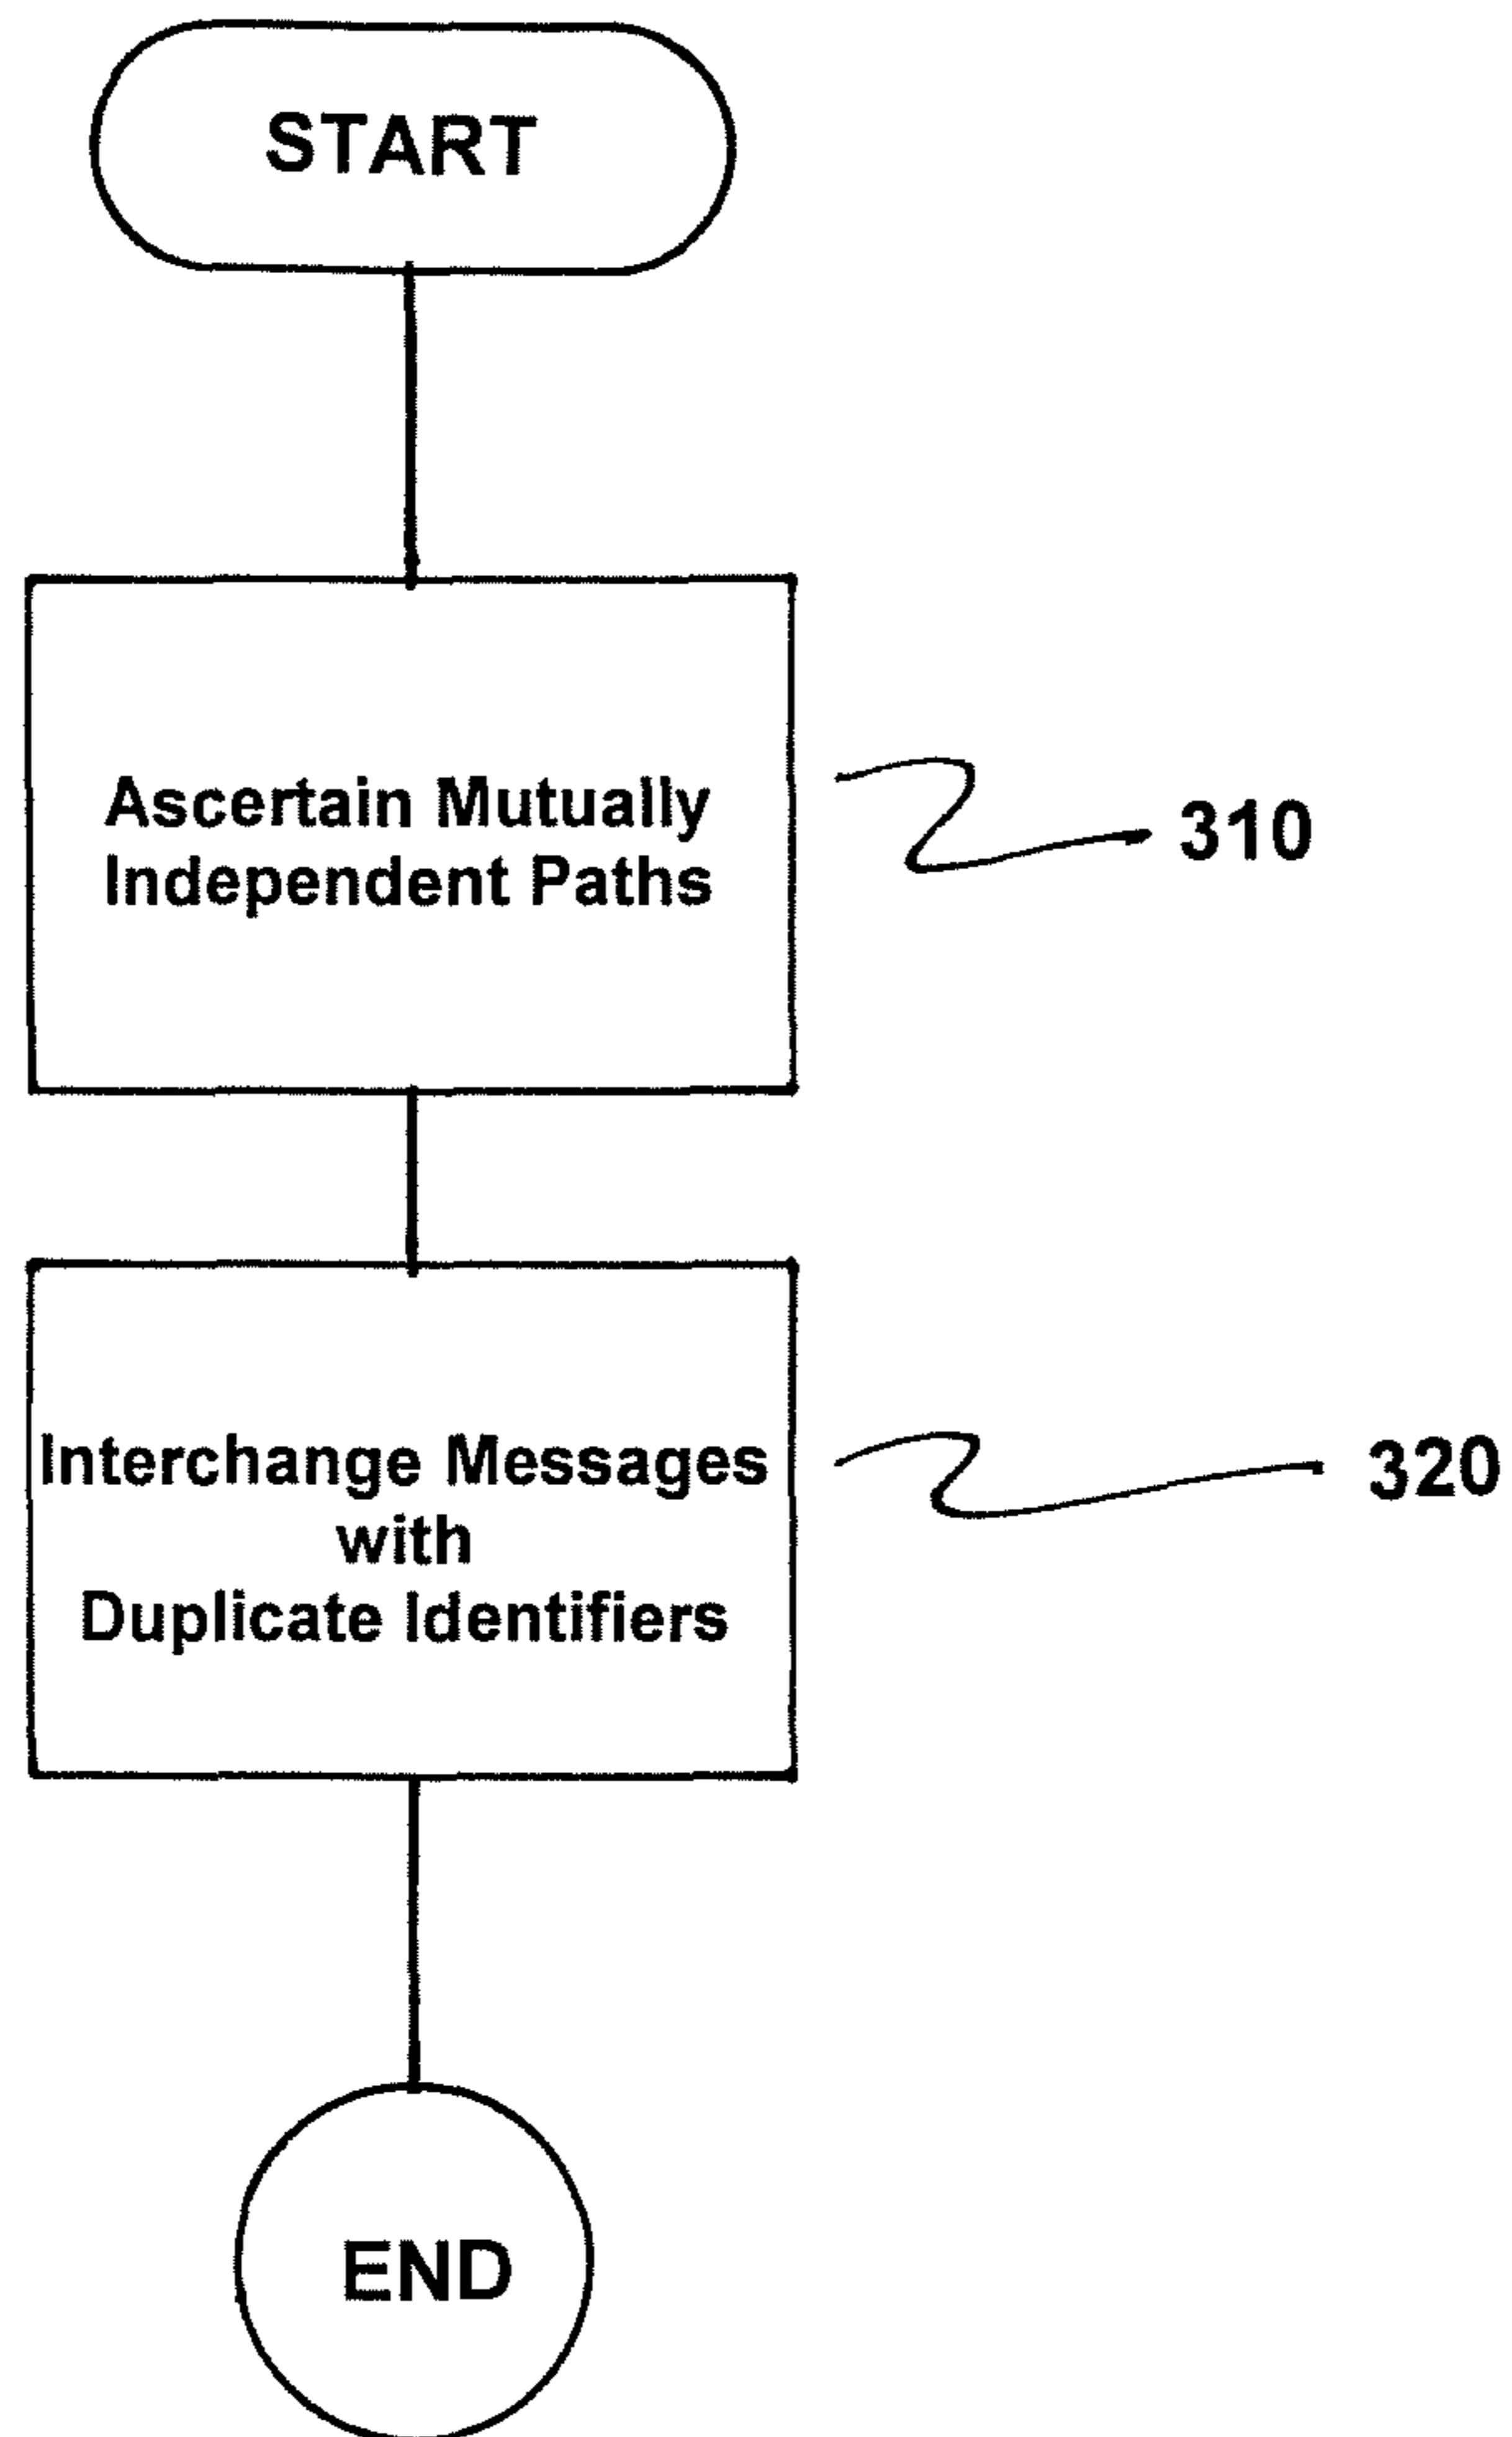 START
Ascertain Mutually
Independent Paths
310
Interchange Messages
with
Duplicate Identifiers
320
END